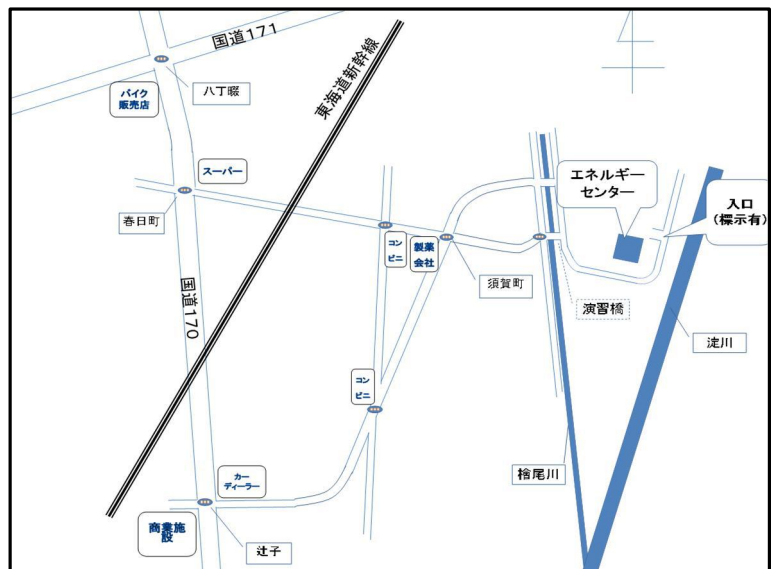 国道171
八丁畷
バイク
販売店
東海道新幹線
スーパー
春日町
エネルギー
センター
入口
(標示有)
コン
ビニ
製薬
会社
須賀町
演習橋
国道170
淀川
コン
ビニ
檜尾川
カー
ディーラー
商業施
設
辻子